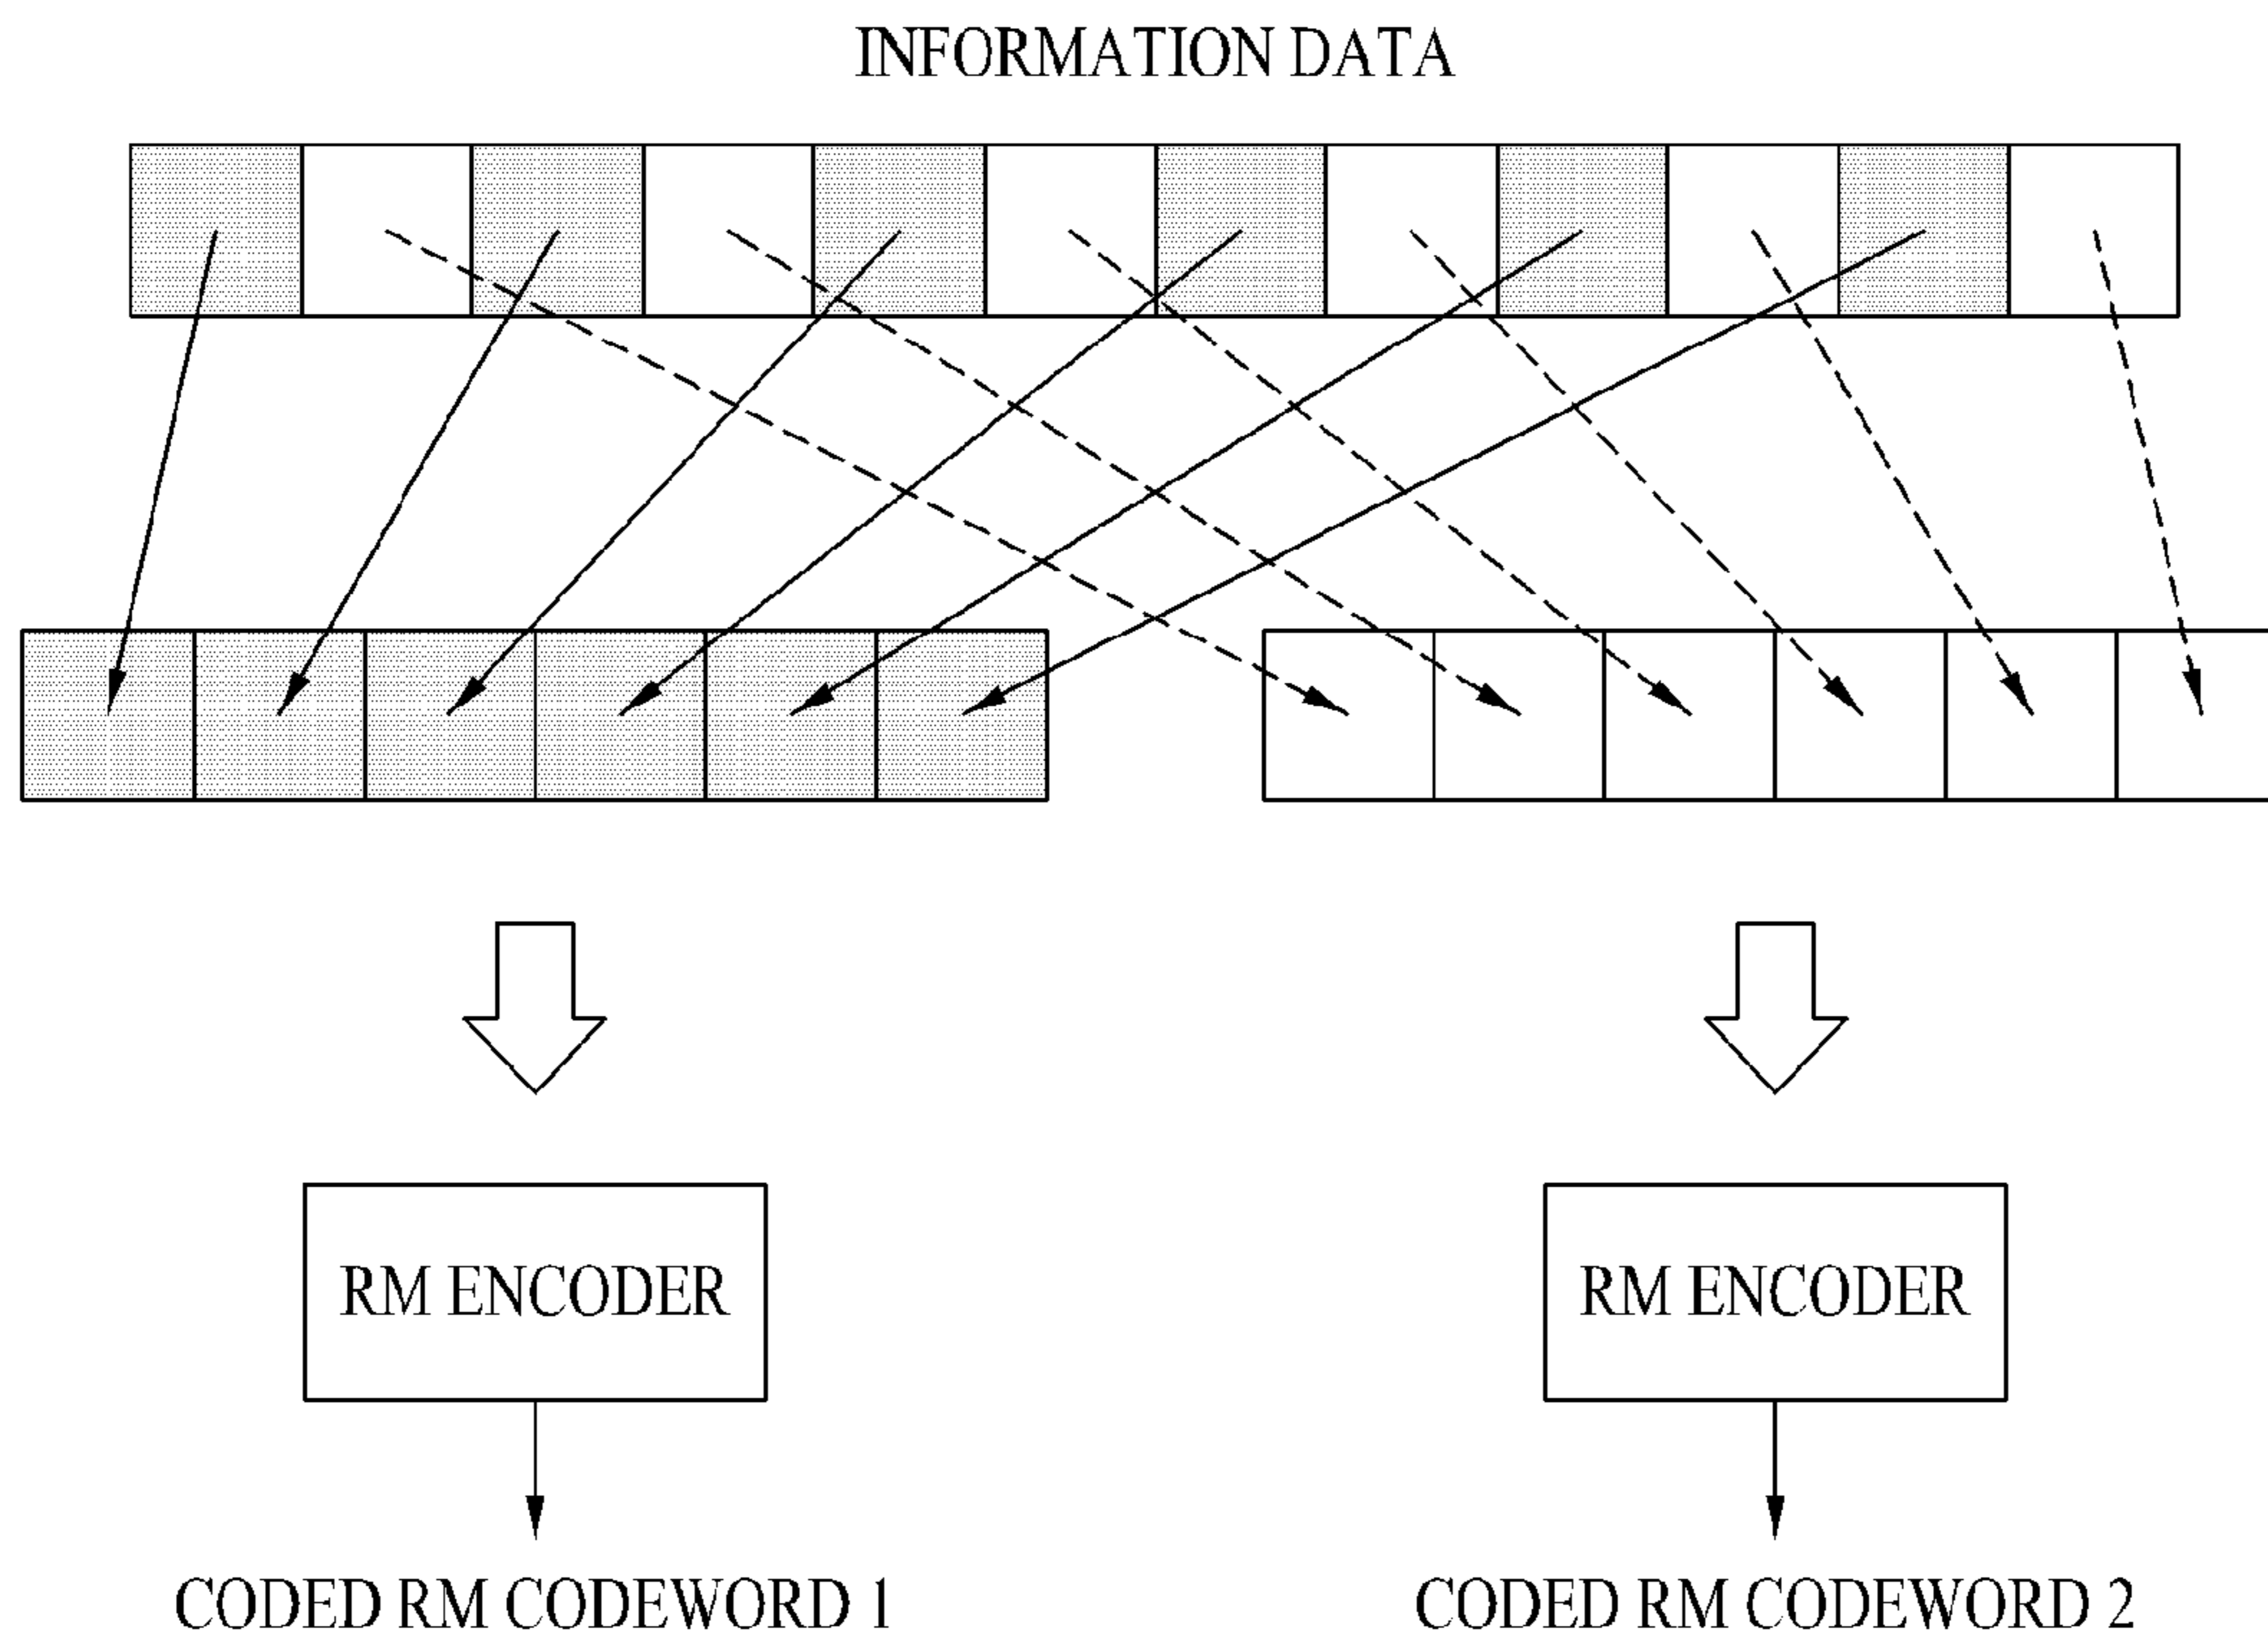 INFORMATION DATA
RM ENCODER
RM ENCODER
CODED RM CODEWORD 1
CODED RM CODEWORD 2